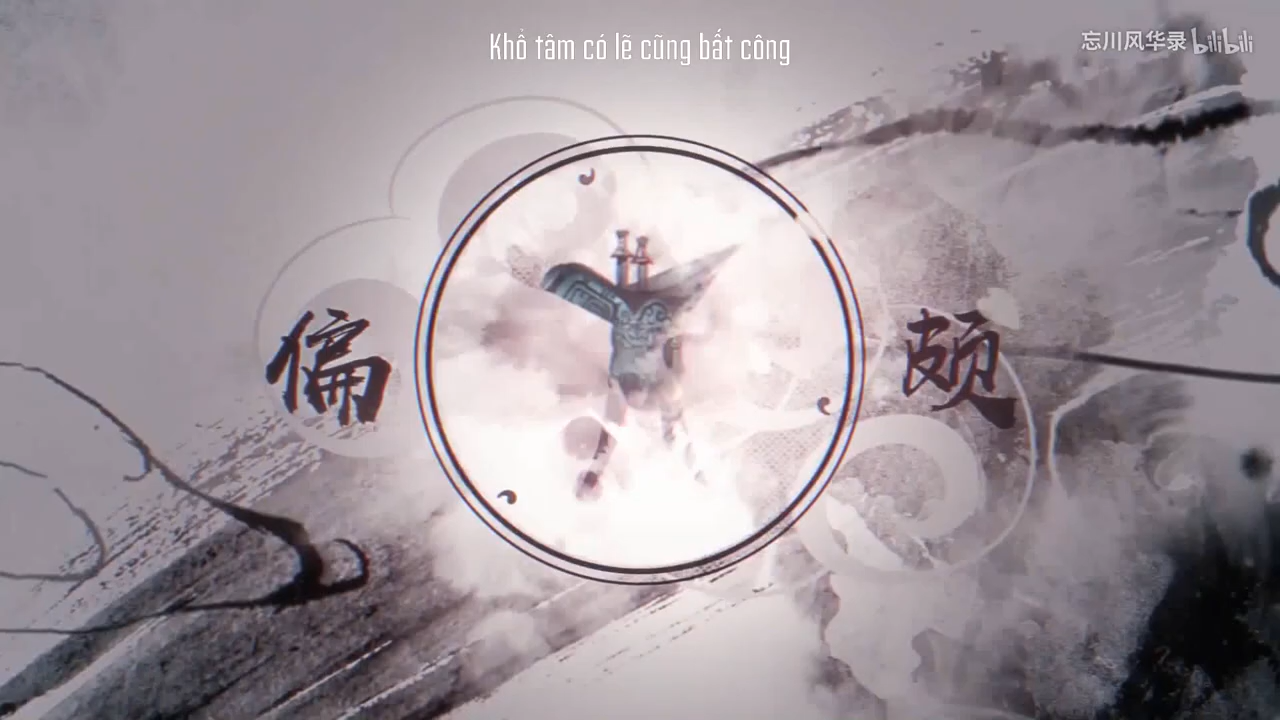 Khổ tâm có lẽ cũng bất công
忘川风华录 bilibili
偏 颇